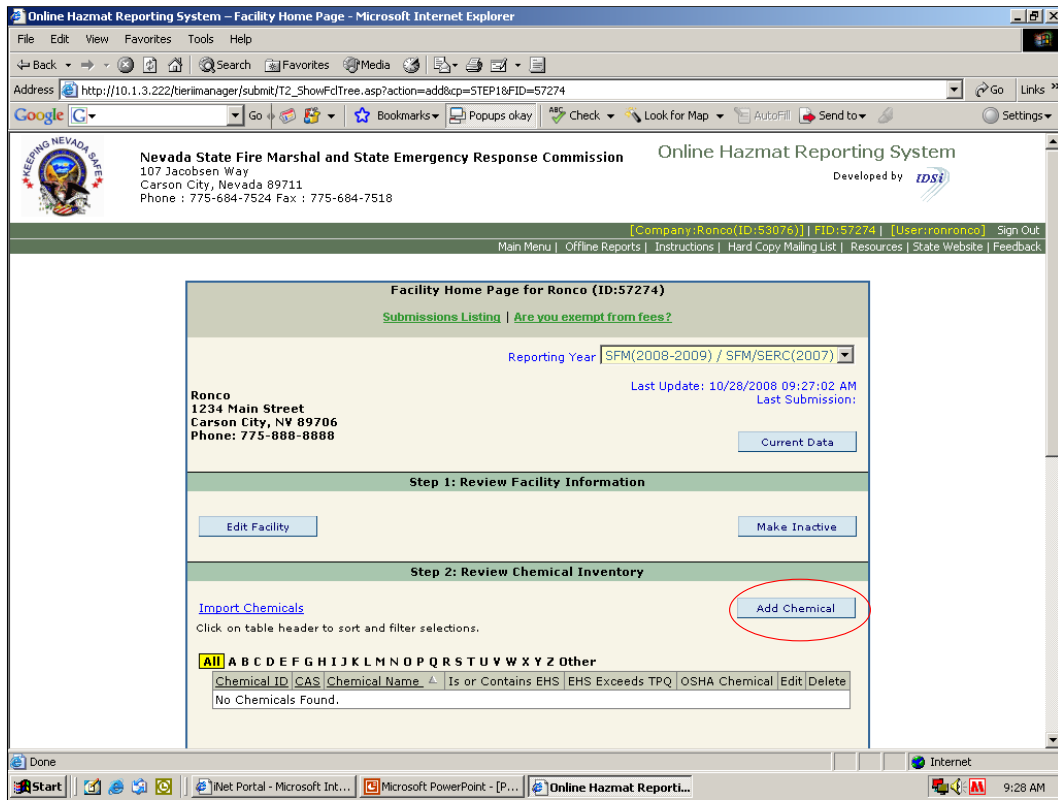 Online Hazmat Reporting System – Facility Home Page - Microsoft Internet Explorer
File Edit View Favorites Tools Help
Back Search Favorites Media
Address http://10.1.3.222/tieriimanager/submit/T2_ShowFclTree.asp?action=add&cp=STEP1&FID=57274 Go Links »
Google G Go Bookmarks Popups okay ABC Check Look for Map AutoFill Send to Settings
KEEPING NEVADA SAFE
Nevada State Fire Marshal and State Emergency Response Commission
107 Jacobsen Way
Carson City, Nevada 89711
Phone : 775-684-7524 Fax : 775-684-7518
Online Hazmat Reporting System
Developed by IDSi
[Company:Ronco(ID:53076)] | FID:57274 | [User:ronronco] Sign Out
Main Menu | Offline Reports | Instructions | Hard Copy Mailing List | Resources | State Website | Feedback
Facility Home Page for Ronco (ID:57274)
Submissions Listing | Are you exempt from fees?
Reporting Year SFM(2008-2009) / SFM/SERC(2007)
Last Update: 10/28/2008 09:27:02 AM
Last Submission:
Ronco
1234 Main Street
Carson City, NV 89706
Phone: 775-888-8888
Current Data
Step 1: Review Facility Information
Edit Facility Make Inactive
Step 2: Review Chemical Inventory
Import Chemicals Add Chemical
Click on table header to sort and filter selections.
All A B C D E F G H I J K L M N O P Q R S T U V W X Y Z Other
Chemical ID CAS Chemical Name Is or Contains EHS EHS Exceeds TPQ OSHA Chemical Edit Delete
No Chemicals Found.
Done Internet
Start iNet Portal - Microsoft Int... Microsoft PowerPoint - [P... Online Hazmat Reporti... 9:28 AM